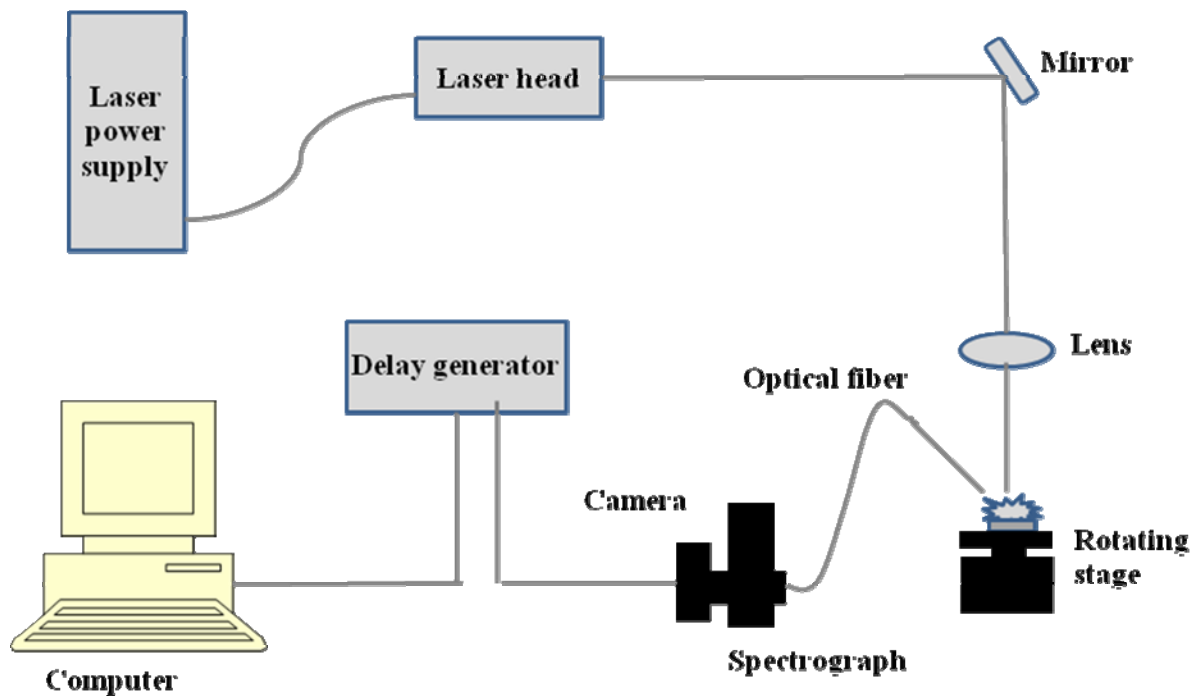 Laser
power
supply
Laser head
Mirror
Lens
Delay generator
Optical fiber
Camera
Rotating
stage
Spectrograph
Computer